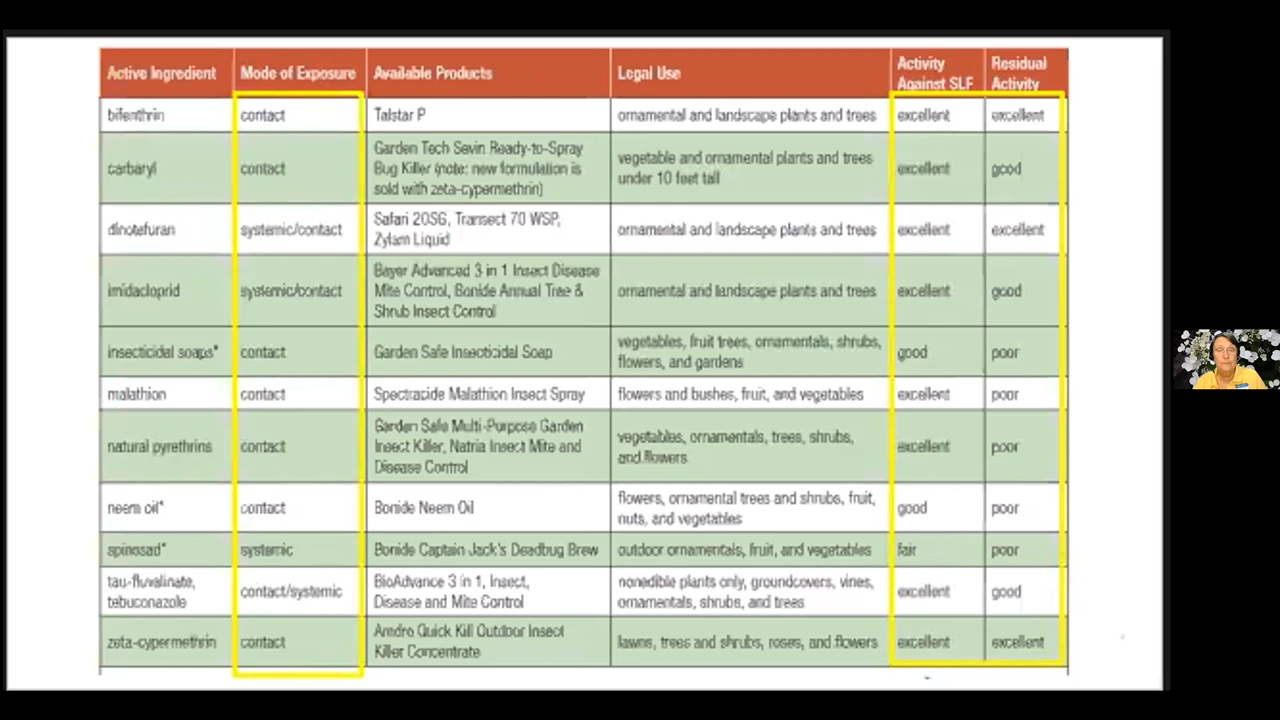 Active Ingredient
Mode of Exposure
Available Products
Legal Use
Activity
Against SLF
Residual
Activity
bifenthrin
contact
Talstar P
ornamental and landscape plants and trees
excellent
excellent
carbaryl
contact
Garden Tech Sevin Ready-to-Spray
Bug Killer (note: new formulation is
sold with zeta-cypermethrin)
vegetable and ornamental plants and trees
under 10 feet tall
excellent
good
dinotefuran
systemic/contact
Safari 20SG, Transect 70 WSP,
Zylam Liquid
ornamental and landscape plants and trees
excellent
excellent
imidacloprid
systemic/contact
Bayer Advanced 3 in 1 Insect Disease
Mite Control, Bonide Annual Tree &
Shrub Insect Control
ornamental and landscape plants and trees
excellent
good
insecticidal soaps*
contact
Garden Safe Insecticidal Soap
vegetables, fruit trees, ornamentals, shrubs,
flowers, and gardens
good
poor
malathion
contact
Spectracide Malathion Insect Spray
flowers and bushes, fruit, and vegetables
excellent
poor
natural pyrethrins
contact
Garden Safe Multi-Purpose Garden
Insect Killer, Natria Insect Mite and
Disease Control
vegetables, ornamentals, trees, shrubs,
and flowers
excellent
poor
neem oil*
contact
Bonide Neem Oil
flowers, ornamental trees and shrubs, fruit,
nuts, and vegetables
good
poor
spinosad*
systemic
Bonide Captain Jack's Deadbug Brew
outdoor ornamentals, fruit, and vegetables
fair
poor
tau-fluvalinate,
tebuconazole
contact/systemic
BioAdvance 3 in 1, Insect,
Disease and Mite Control
nonedible plants only, groundcovers, vines,
ornamentals, shrubs, and trees
excellent
good
zeta-cypermethrin
contact
Amdro Quick Kill Outdoor Insect
Killer Concentrate
lawns, trees and shrubs, roses, and flowers
excellent
excellent